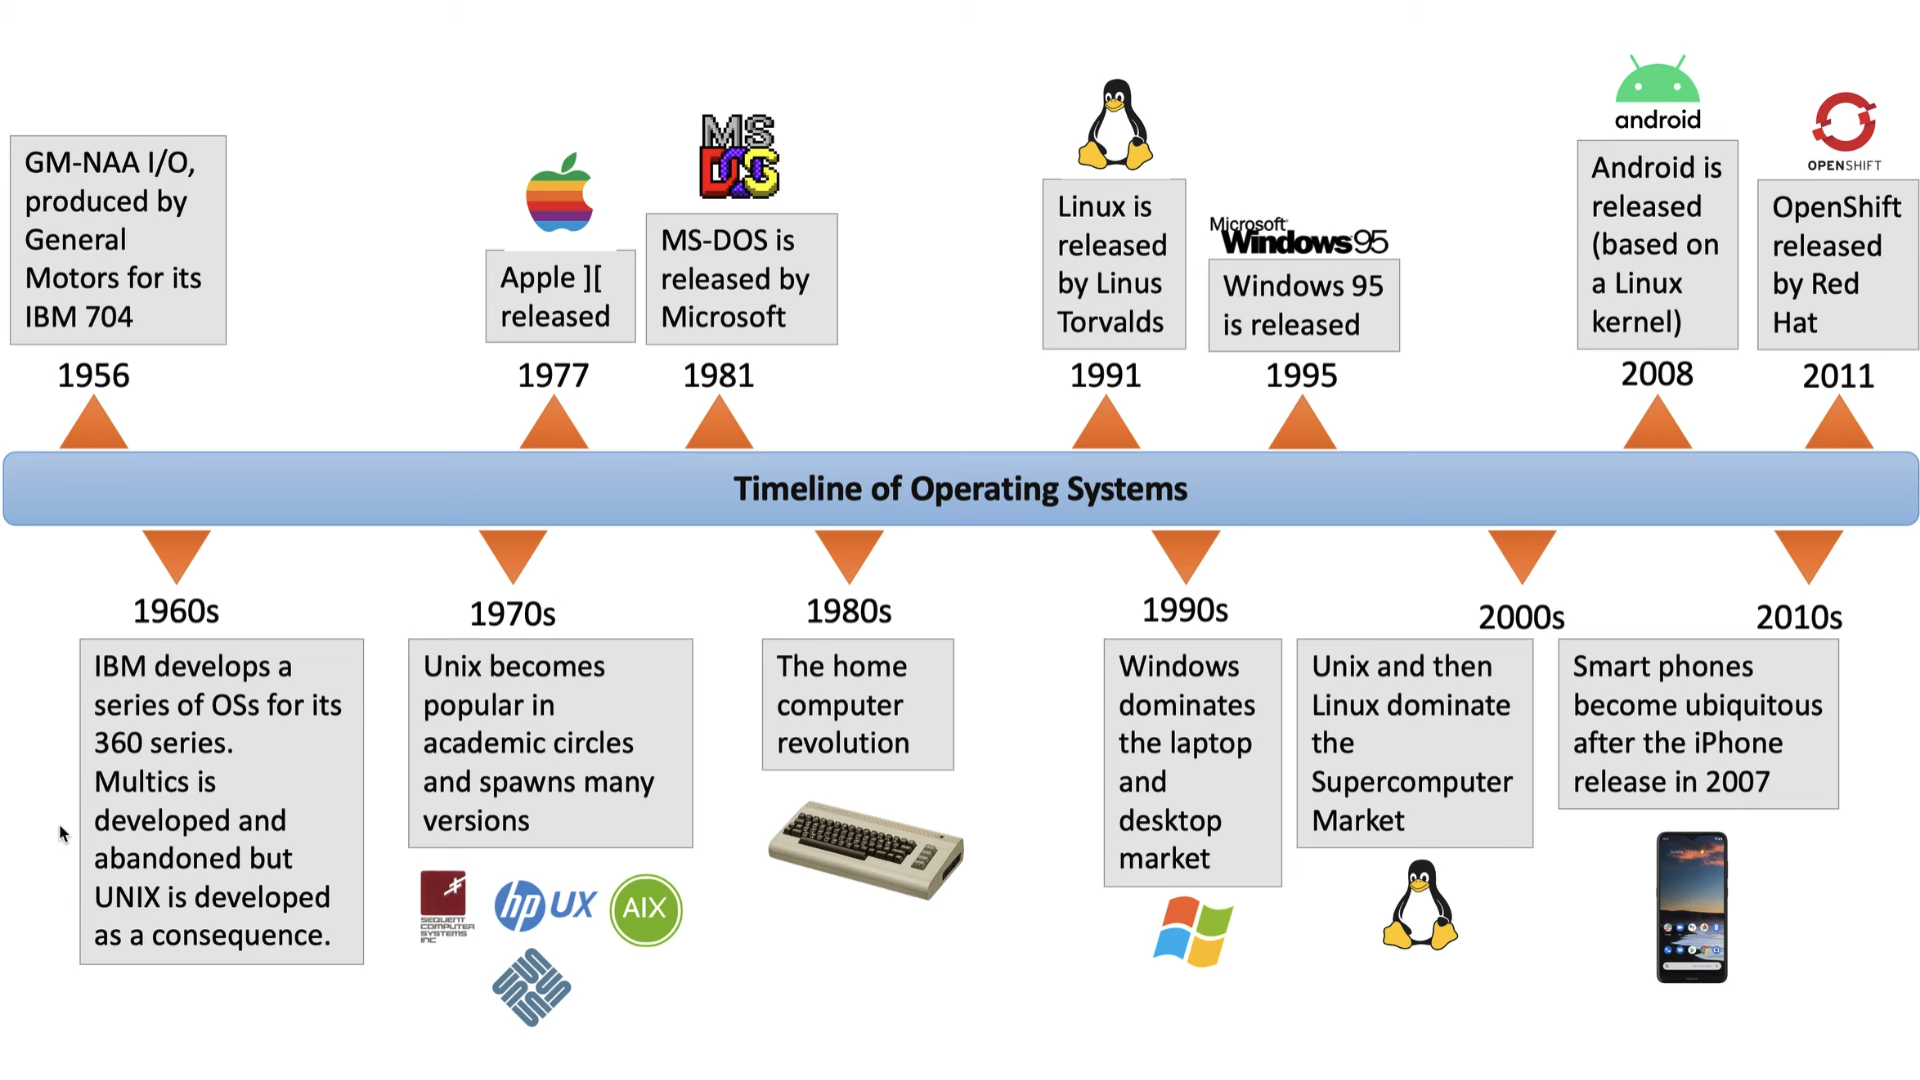 GM-NAA I/O,
produced by
General
Motors for its
IBM 704
1956
Apple ][
released
1977
MS
DOS
MS-DOS is
released by
Microsoft
1981
Linux is
released
by Linus
Torvalds
1991
Microsoft
Windows 95
Windows 95
is released
1995
android
Android is
released
(based on
a Linux
kernel)
2008
OPENSHIFT
OpenShift
released
by Red
Hat
2011
Timeline of Operating Systems
1960s
IBM develops a
series of OSs for its
360 series.
Multics is
developed and
abandoned but
UNIX is developed
as a consequence.
1970s
Unix becomes
popular in
academic circles
and spawns many
versions
SEQUENT
COMPUTER
SYSTEMS
INC
hp UX
AIX
1980s
The home
computer
revolution
1990s
Windows
dominates
the laptop
and
desktop
market
2000s
Unix and then
Linux dominate
the
Supercomputer
Market
2010s
Smart phones
become ubiquitous
after the iPhone
release in 2007